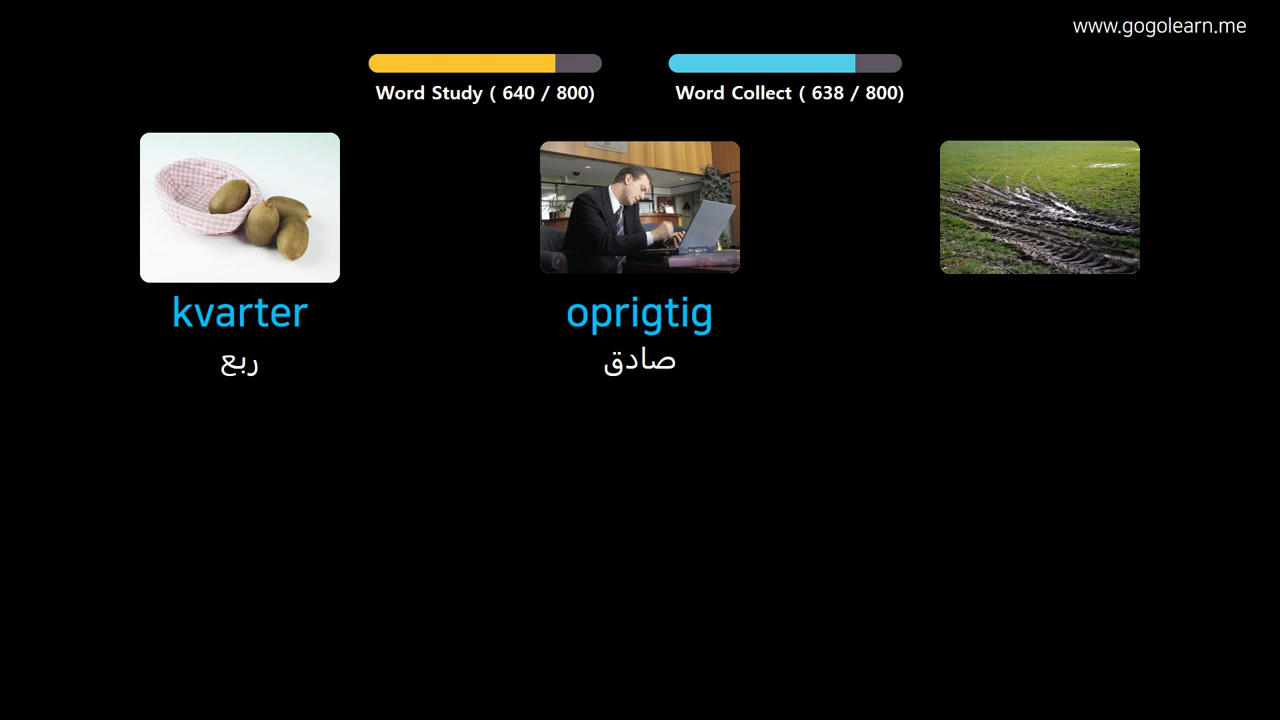 www.gogolearn.me
Word Study ( 640 / 800)
Word Collect ( 638 / 800)
kvarter
ربع
oprigtig
صادق